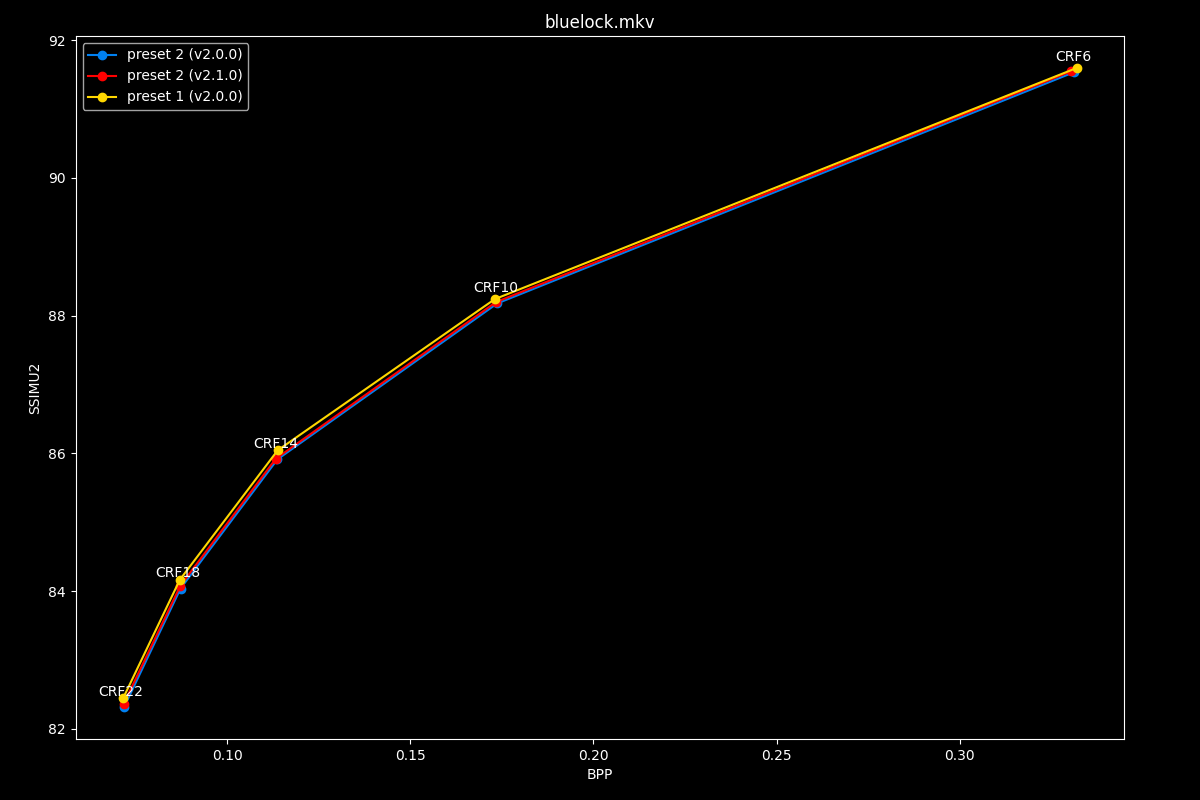 bluelock.mkv
preset 2 (v2.0.0)
preset 2 (v2.1.0)
preset 1 (v2.0.0)
92
90
88
86
84
82
SSIMU2
CRF6
CRF10
CRF14
CRF18
CRF22
0.10
0.15
0.20
0.25
0.30
BPP